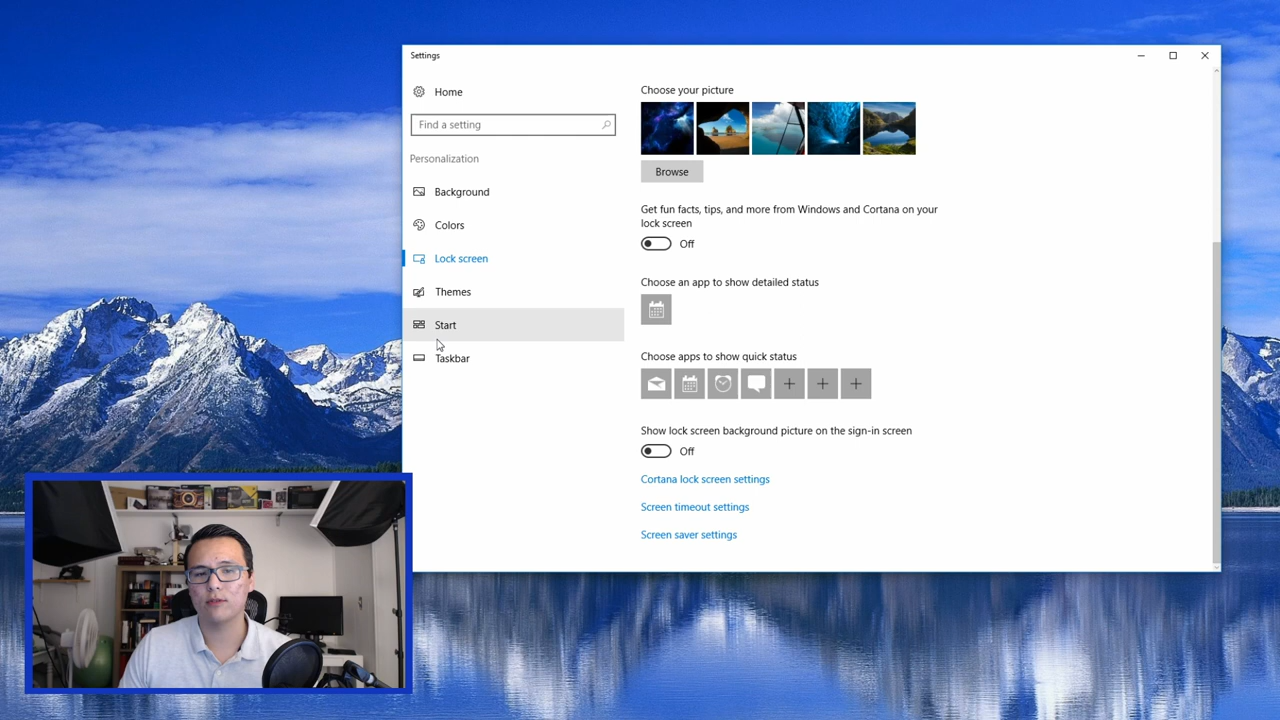 Settings
Home
Find a setting
Personalization
Background
Colors
Lock screen
Themes
Start
Taskbar
Choose your picture
Browse
Get fun facts, tips, and more from Windows and Cortana on your
lock screen
Off
Choose an app to show detailed status
Choose apps to show quick status
Show lock screen background picture on the sign-in screen
Off
Cortana lock screen settings
Screen timeout settings
Screen saver settings